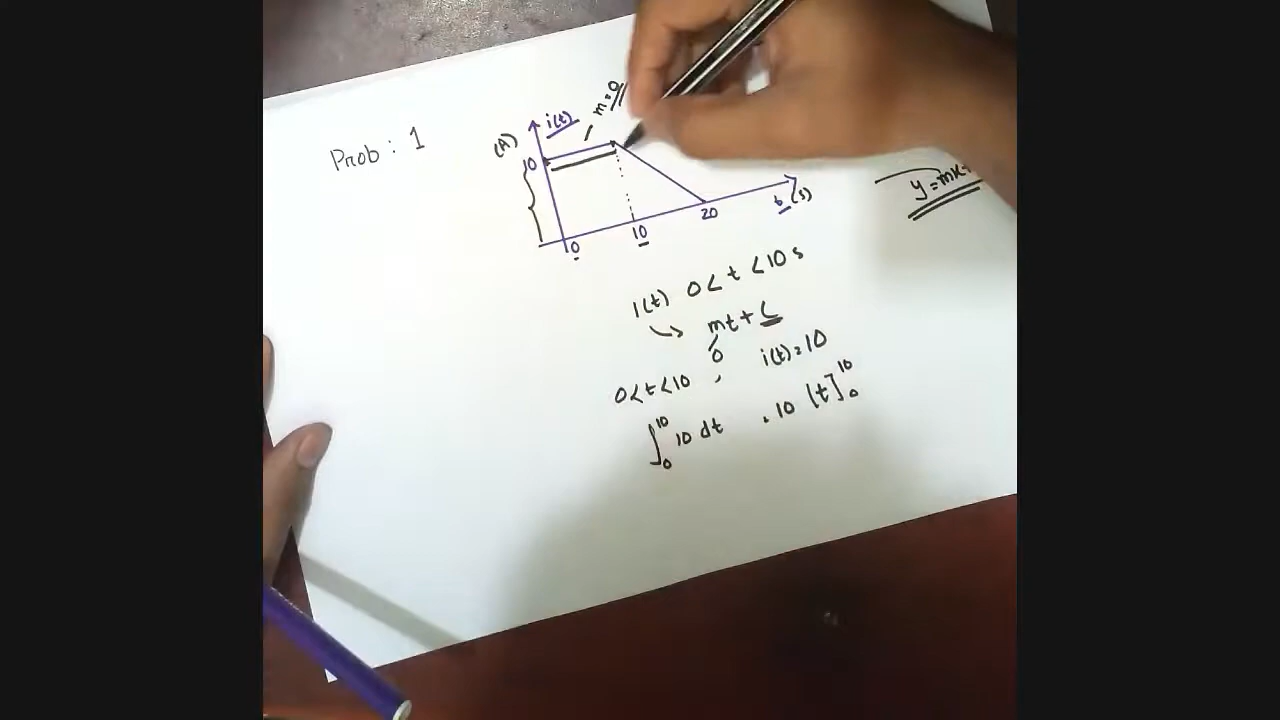 Prob : 1
i(t)
m=0
(A)
10
y=mx+
t(s)
0
10
20
i(t) 0<t<10s
mt+C
0
0<t<10 , i(t)=10
∫₀¹⁰ 10 dt = 10 [t]₀¹⁰